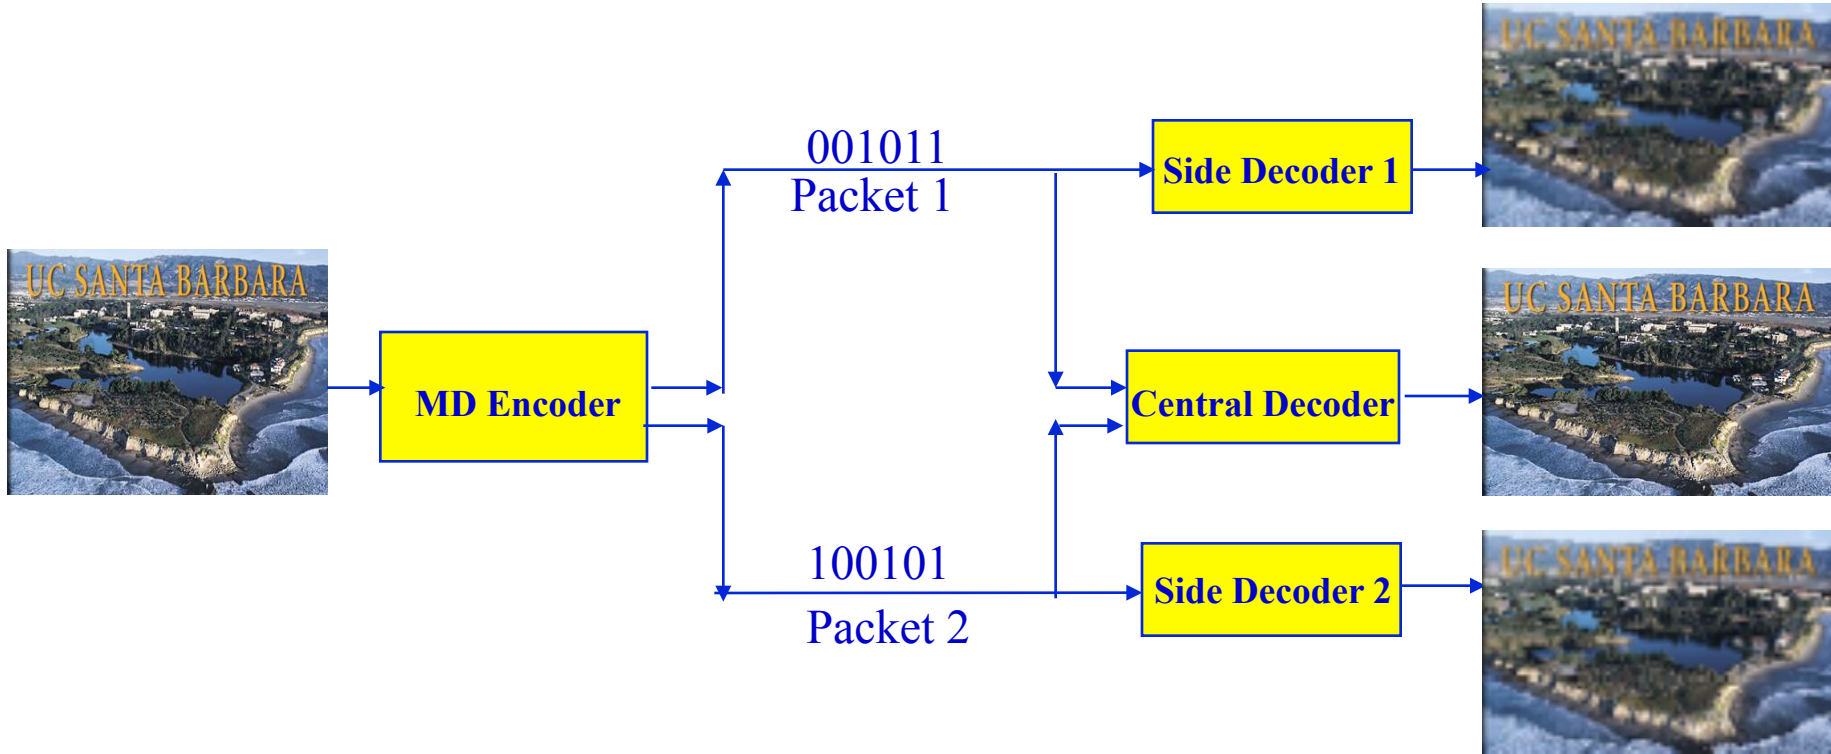 UC SANTA BARBARA
MD Encoder
001011
Packet 1
100101
Packet 2
Side Decoder 1
UC SANTA BARBARA
Central Decoder
UC SANTA BARBARA
Side Decoder 2
UC SANTA BARBARA